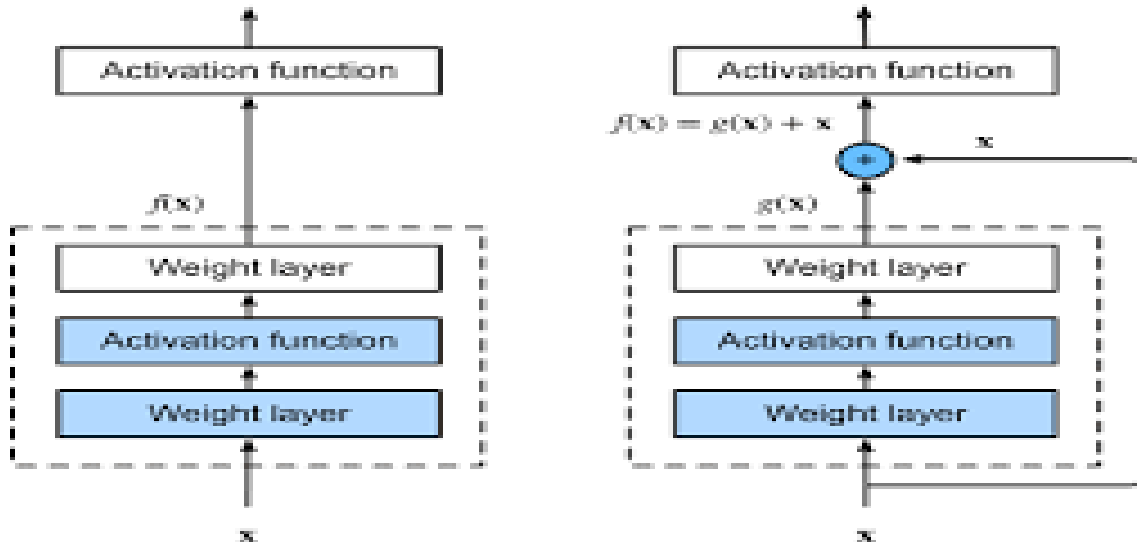 Activation function
f(x)
Weight layer
Activation function
Weight layer
x
Activation function
f(x) = g(x) + x
x
+
g(x)
Weight layer
Activation function
Weight layer
x